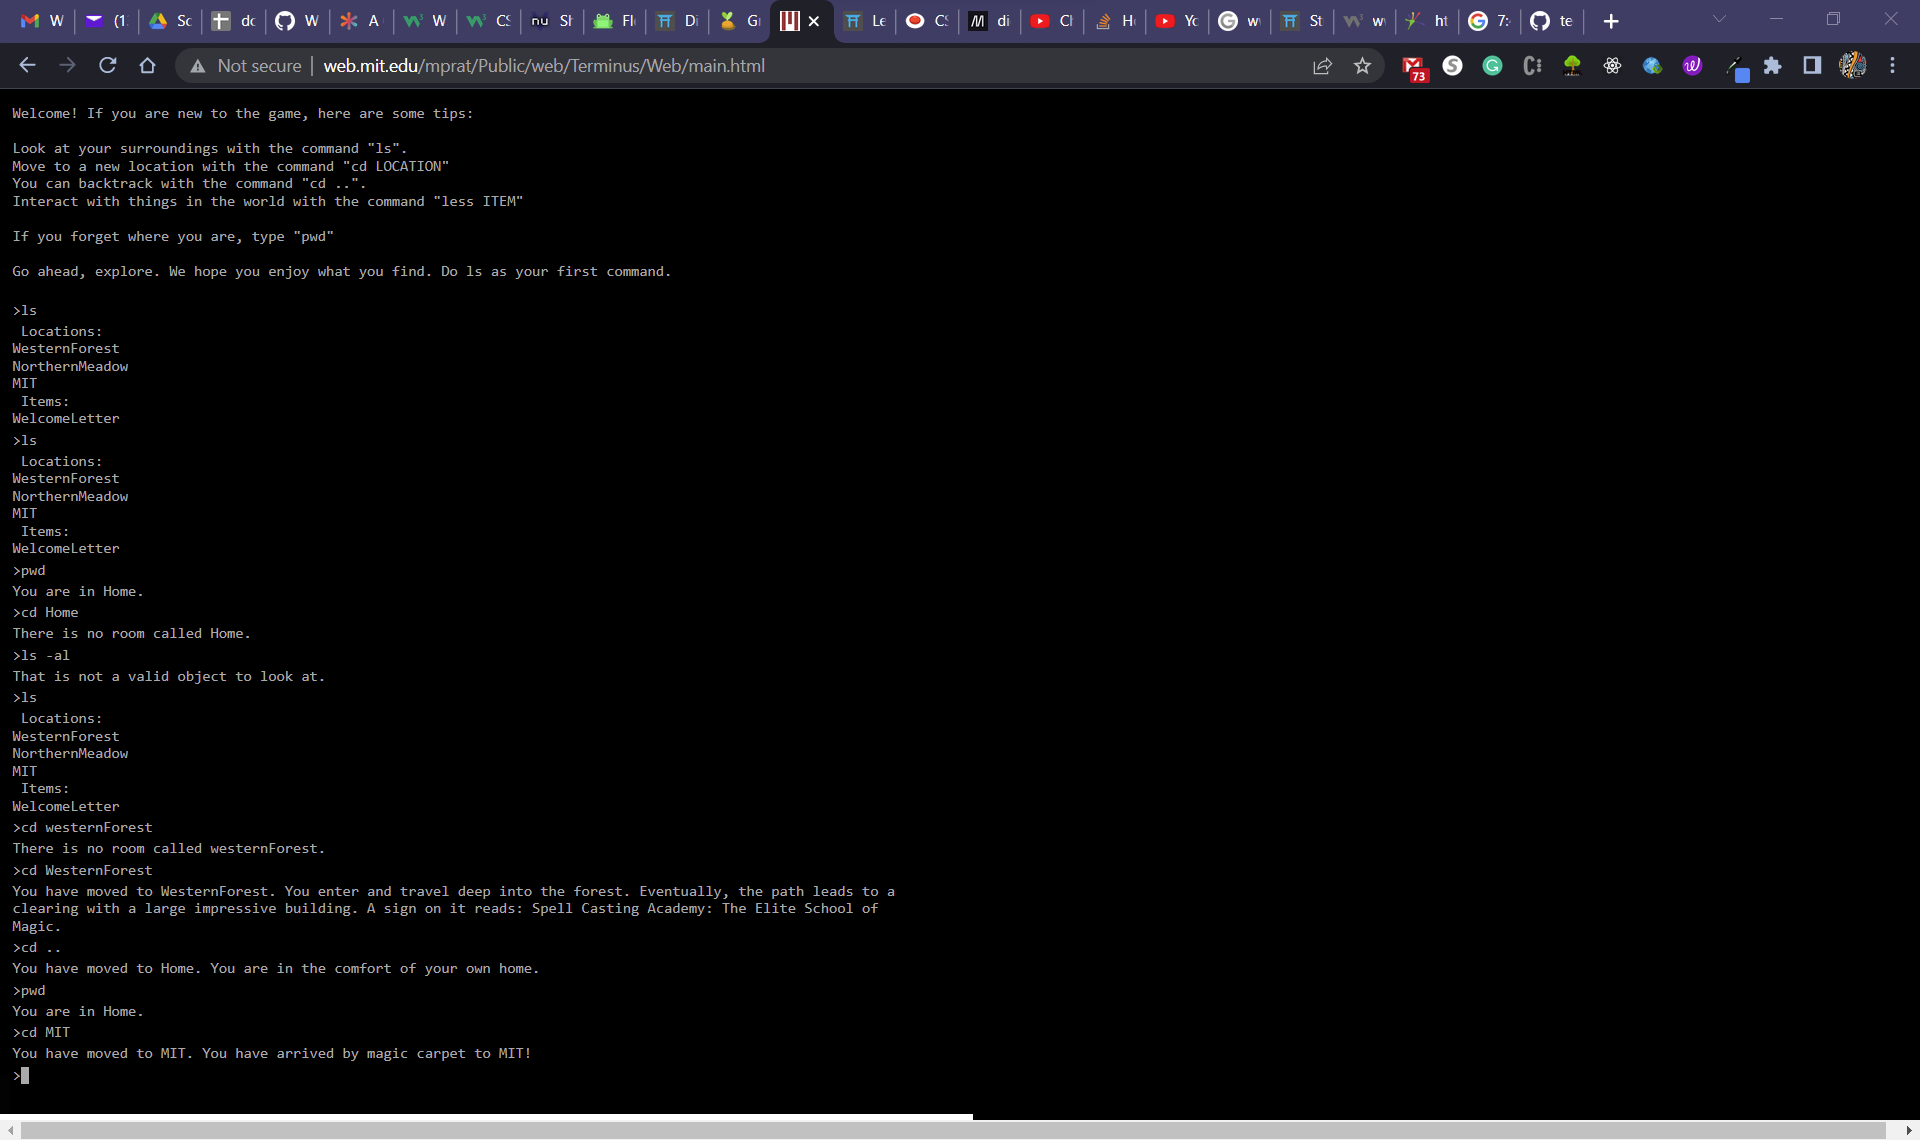 W
(1
Sc
dc
W
A
W
CS
nu SI
Fl
Di
G
Le
CS
di
Cl
H
Yo
w
St
w
ht
7:
te
Not secure | web.mit.edu/mprat/Public/web/Terminus/Web/main.html
73
Welcome! If you are new to the game, here are some tips:
Look at your surroundings with the command "ls".
Move to a new location with the command "cd LOCATION"
You can backtrack with the command "cd ..".
Interact with things in the world with the command "less ITEM"
If you forget where you are, type "pwd"
Go ahead, explore. We hope you enjoy what you find. Do ls as your first command.
>ls
Locations:
WesternForest
NorthernMeadow
MIT
Items:
WelcomeLetter
>ls
Locations:
WesternForest
NorthernMeadow
MIT
Items:
WelcomeLetter
>pwd
You are in Home.
>cd Home
There is no room called Home.
>ls -al
That is not a valid object to look at.
>ls
Locations:
WesternForest
NorthernMeadow
MIT
Items:
WelcomeLetter
>cd westernForest
There is no room called westernForest.
>cd WesternForest
You have moved to WesternForest. You enter and travel deep into the forest. Eventually, the path leads to a
clearing with a large impressive building. A sign on it reads: Spell Casting Academy: The Elite School of
Magic.
>cd ..
You have moved to Home. You are in the comfort of your own home.
>pwd
You are in Home.
>cd MIT
You have moved to MIT. You have arrived by magic carpet to MIT!
>